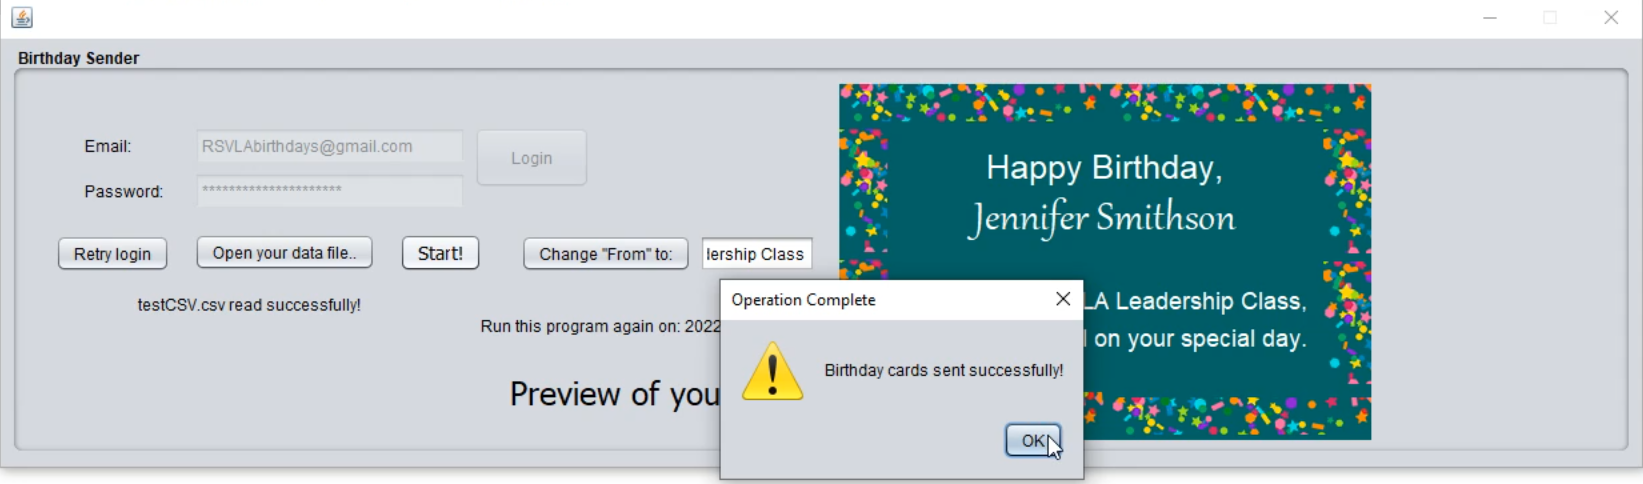 Birthday Sender
Email:
RSVLAbirthdays@gmail.com
Login
Password:
*********************
Retry login
Open your data file..
Start!
Change "From" to:
lership Class
testCSV.csv read successfully!
Run this program again on: 2022
Preview of you
Happy Birthday,
Jennifer Smithson
LA Leadership Class,
on your special day.
Operation Complete
Birthday cards sent successfully!
OK